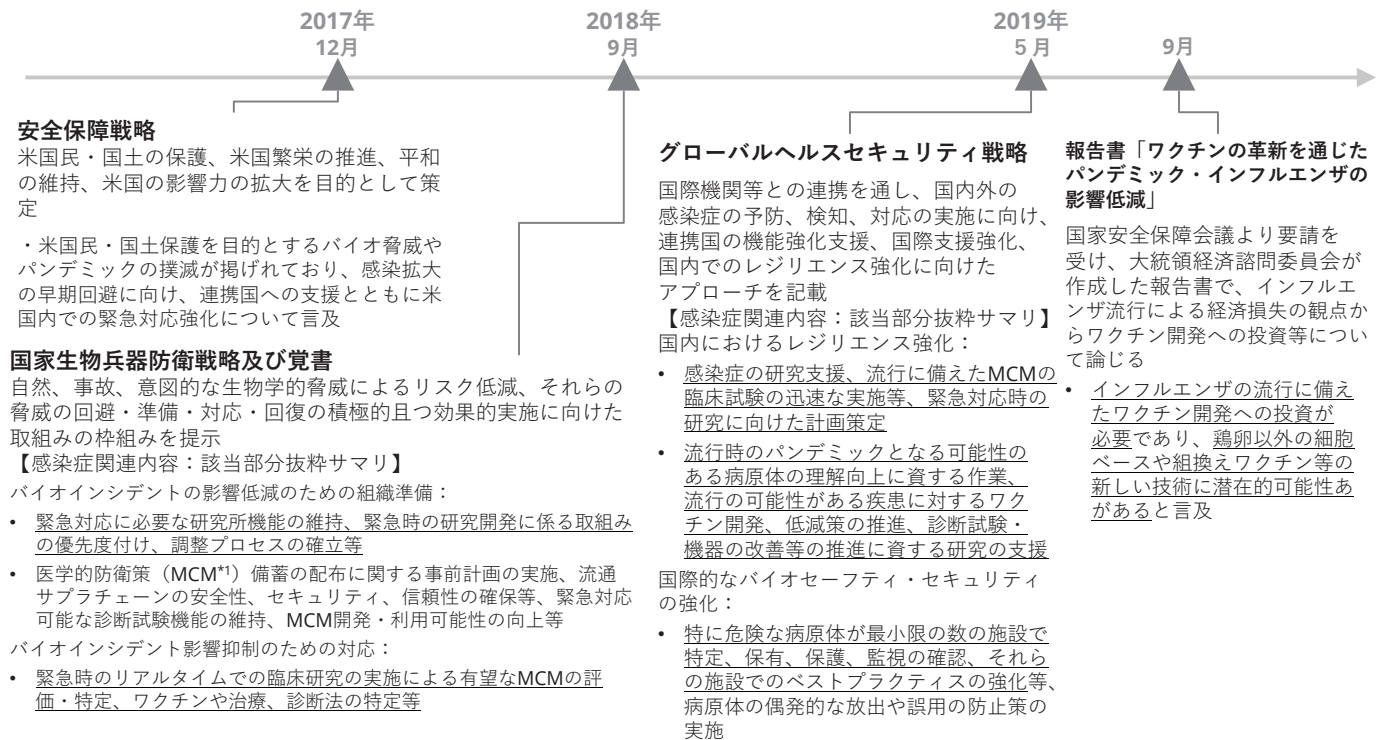 2017年
12月
2018年
9月
2019年
５月
9月
安全保障戦略
米国民・国土の保護、米国繁栄の推進、平和
の維持、米国の影響力の拡大を目的として策
定
・米国民・国土保護を目的とするバイオ脅威や
パンデミックの撲滅が掲げれており、感染拡大
の早期回避に向け、連携国への支援とともに米
国内での緊急対応強化について言及
国家生物兵器防衛戦略及び覚書
自然、事故、意図的な生物学的脅威によるリスク低減、それらの
脅威の回避・準備・対応・回復の積極的且つ効果的実施に向けた
取組みの枠組みを提示
【感染症関連内容：該当部分抜粋サマリ】
バイオインシデントの影響低減のための組織準備：
• 緊急対応に必要な研究所機能の維持、緊急時の研究開発に係る取組み
の優先度付け、調整プロセスの確立等
• 医学的防衛策（MCM*1）備蓄の配布に関する事前計画の実施、流通
サプラチェーンの安全性、セキュリティ、信頼性の確保等、緊急対応
可能な診断試験機能の維持、MCM開発・利用可能性の向上等
バイオインシデント影響抑制のための対応：
• 緊急時のリアルタイムでの臨床研究の実施による有望なMCMの評
価・特定、ワクチンや治療、診断法の特定等
グローバルヘルスセキュリティ戦略
国際機関等との連携を通し、国内外の
感染症の予防、検知、対応の実施に向け、
連携国の機能強化支援、国際支援強化、
国内でのレジリエンス強化に向けた
アプローチを記載
【感染症関連内容：該当部分抜粋サマリ】
国内におけるレジリエンス強化：
• 感染症の研究支援、流行に備えたMCMの
臨床試験の迅速な実施等、緊急対応時の
研究に向けた計画策定
• 流行時のパンデミックとなる可能性の
ある病原体の理解向上に資する作業、
流行の可能性がある疾患に対するワク
チン開発、低減策の推進、診断試験・
機器の改善等の推進に資する研究の支援
国際的なバイオセーフティ・セキュリティ
の強化：
• 特に危険な病原体が最小限の数の施設で
特定、保有、保護、監視の確認、それら
の施設でのベストプラクティスの強化等、
病原体の偶発的な放出や誤用の防止策の
実施
報告書「ワクチンの革新を通じた
パンデミック・インフルエンザの
影響低減」
国家安全保障会議より要請を
受け、大統領経済諮問委員会が
作成した報告書で、インフルエ
ンザ流行による経済損失の観点か
らワクチン開発への投資等につい
て論じる
• インフルエンザの流行に備え
たワクチン開発への投資が
必要であり、鶏卵以外の細胞
ベースや組換えワクチン等の
新しい技術に潜在的可能性あ
があると言及